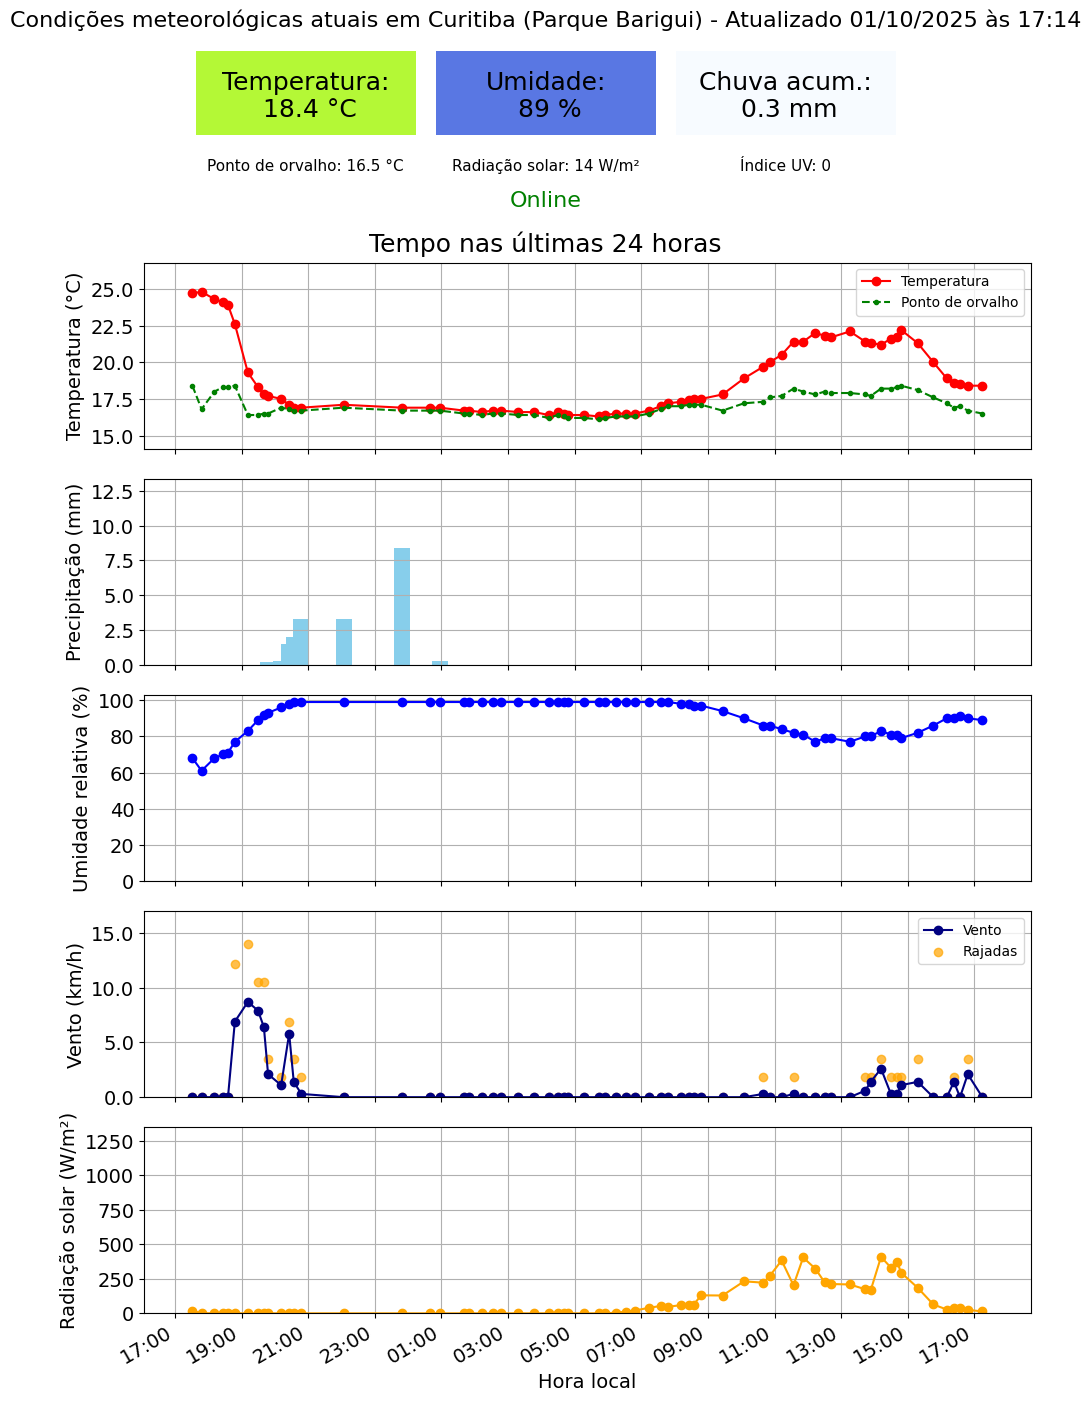 Condições meteorológicas atuais em Curitiba (Parque Barigui) - Atualizado 01/10/2025 às 17:14
Temperatura:
18.4 °C
Umidade:
89 %
Chuva acum.:
0.3 mm
Ponto de orvalho: 16.5 °C
Radiação solar: 14 W/m²
Índice UV: 0
Online
Tempo nas últimas 24 horas
Temperatura (°C)
25.0
22.5
20.0
17.5
15.0
Temperatura
Ponto de orvalho
Precipitação (mm)
12.5
10.0
7.5
5.0
2.5
0.0
Umidade relativa (%)
100
80
60
40
20
0
Vento (km/h)
15.0
10.0
5.0
0.0
Vento
Rajadas
Radiação solar (W/m²)
1250
1000
750
500
250
0
17:00
19:00
21:00
23:00
01:00
03:00
05:00
07:00
09:00
11:00
13:00
15:00
17:00
Hora local